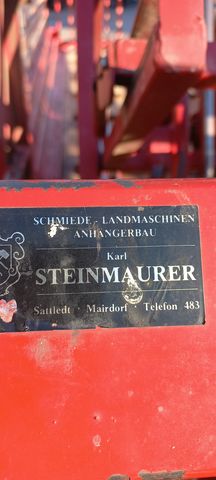 SCHMIEDE - LANDMASCHINEN
ANHÄNGERBAU
Karl
STEINMAURER
Sattledt · Mairdorf · Telefon 483